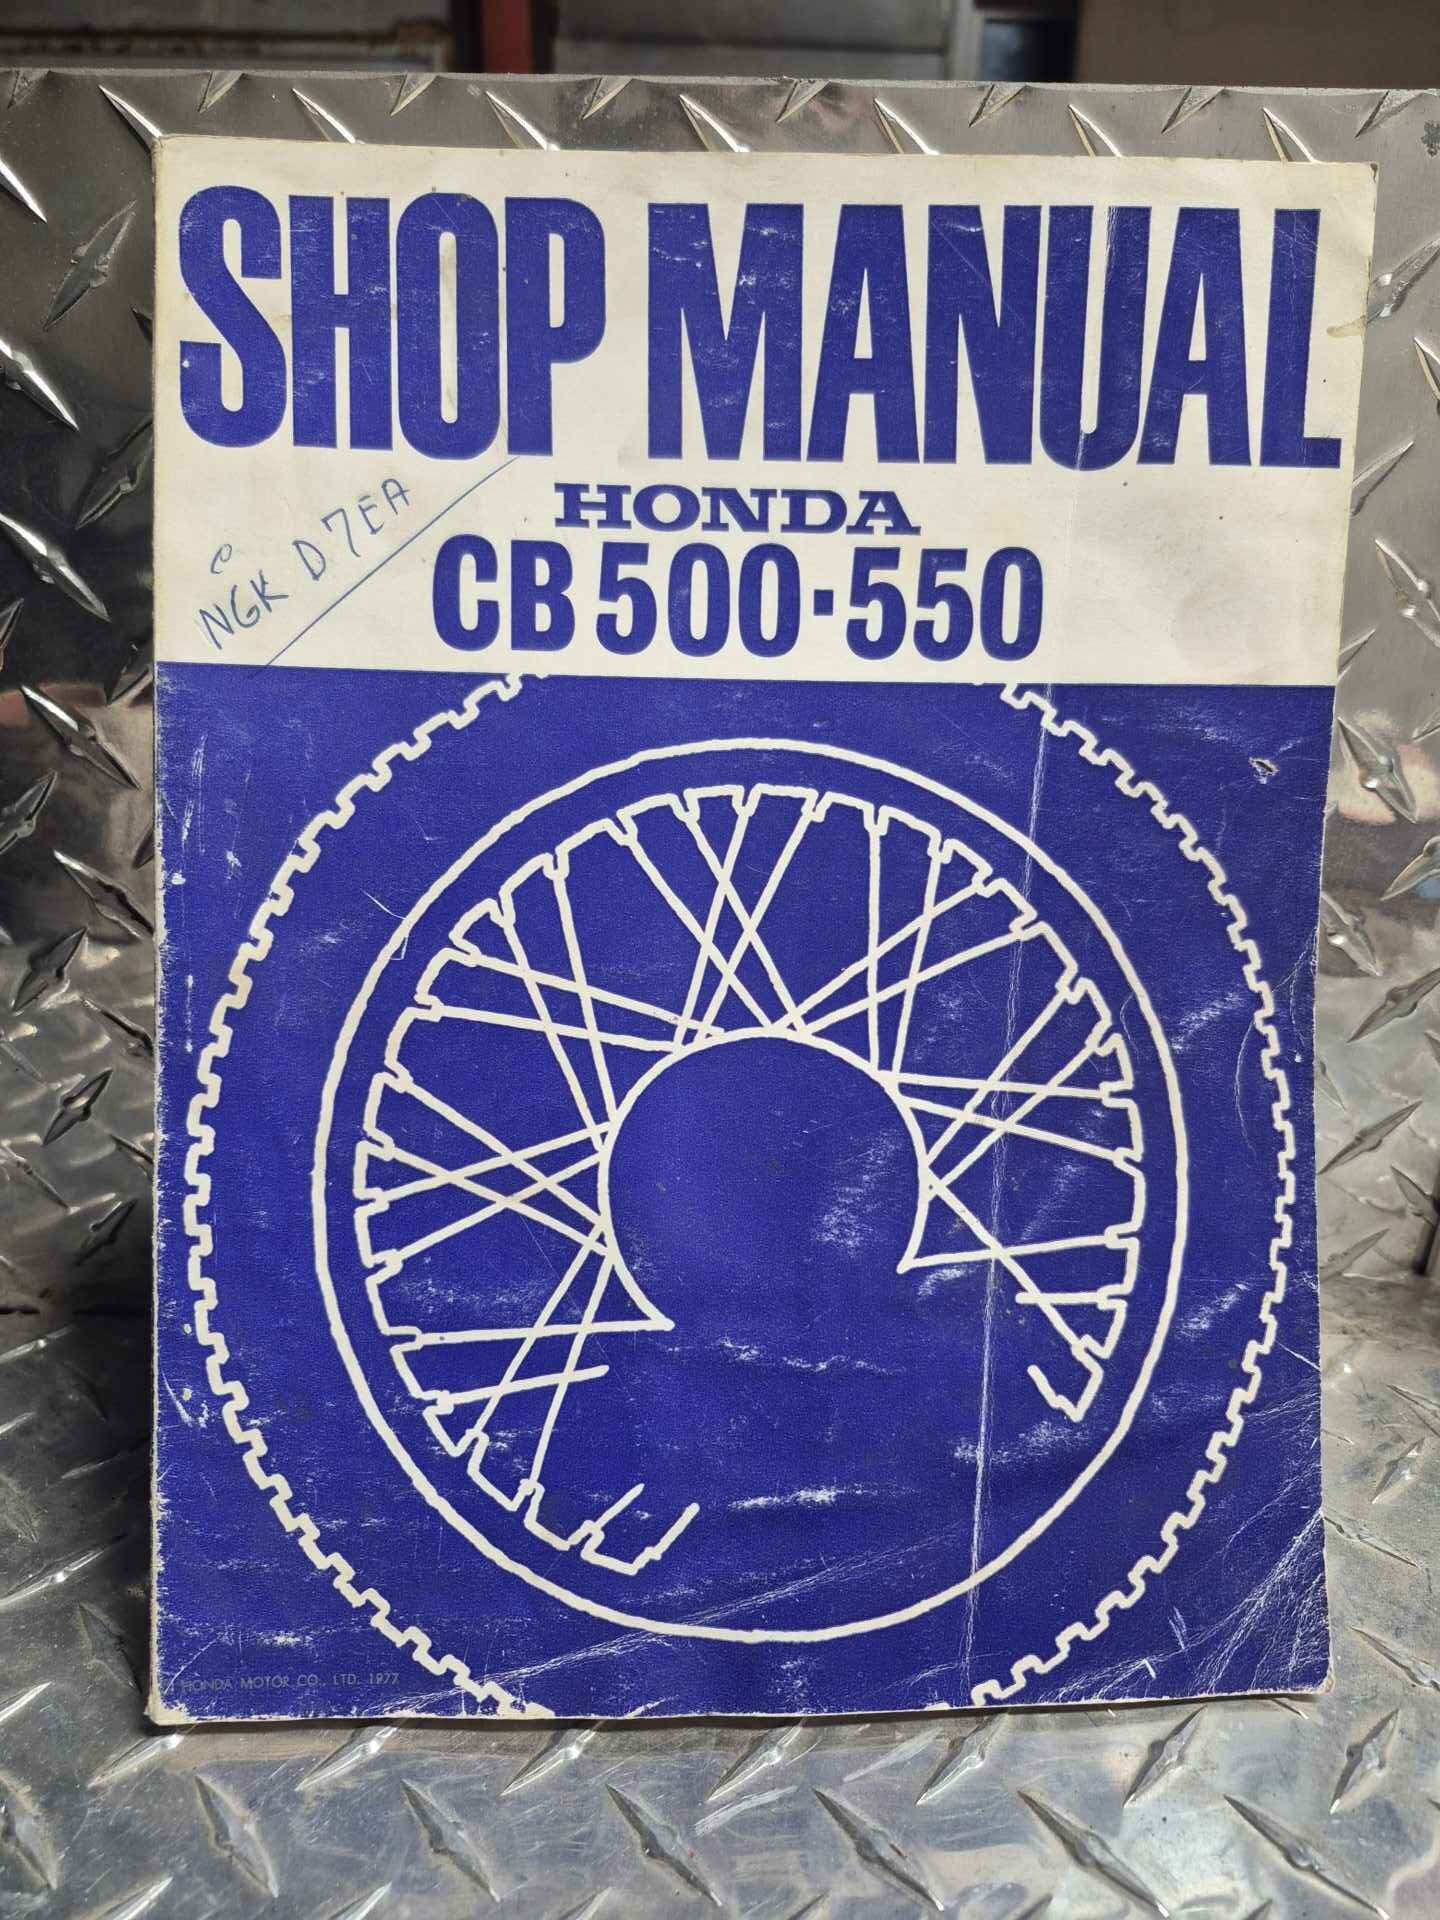 SHOP MANUAL
HONDA
CB500·550
NGK D7EA
HONDA MOTOR CO., LTD. 1977